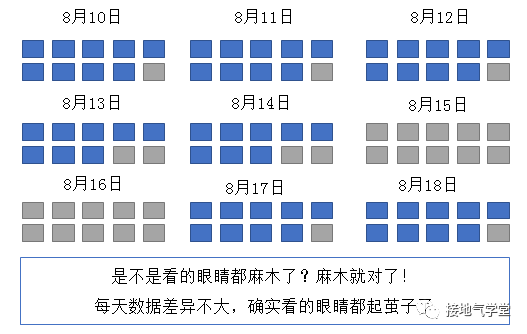 8月10日
8月11日
8月12日
8月13日
8月14日
8月15日
8月16日
8月17日
8月18日
是不是看的眼睛都麻木了？麻木就对了！
每天数据差异不大，确实看的眼睛都起茧子了
接地气学堂